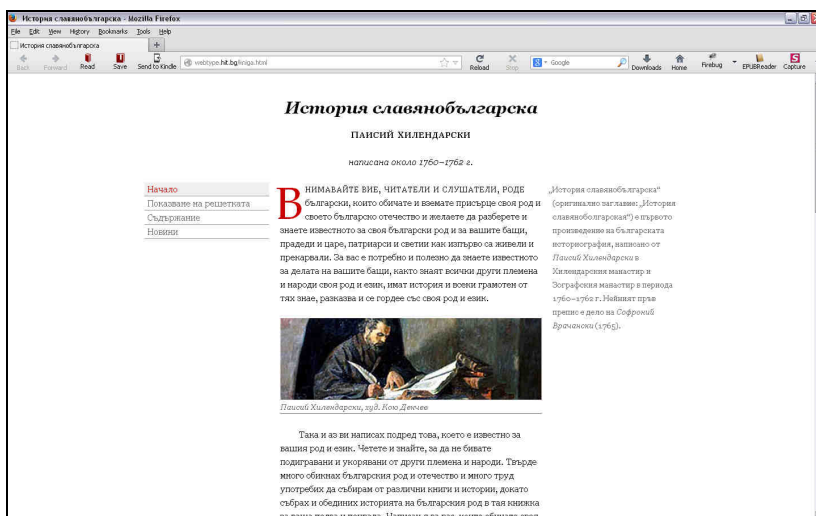 История славянобългарска - Mozilla Firefox
File Edit View History Bookmarks Tools Help
История славянобългарска +
Back Forward Read Save Send to Kindle webtype.hit.bg/kniga.html Reload Stop Google Downloads Home Firebug EPUBReader Capture
История славянобългарска
ПАИСИЙ ХИЛЕНДАРСКИ
написана около 1760–1762 г.
Начало
Показване на решетката
Съдържание
Новини
ВНИМАВАЙТЕ ВИЕ, ЧИТАТЕЛИ И СЛУШАТЕЛИ, РОДЕ
български, които обичате и вземате присърце своя род и
своето българско отечество и желаете да разберете и
знаете известното за своя български род и за вашите бащи,
прадеди и царе, патриарси и светии как изпърво са живели и
прекарвали. За вас е потребно и полезно да знаете известното
за делата на вашите бащи, както знаят всички други племена
и народи своя род и език, имат история и всеки грамотен от
тях знае, разказва и се гордее със своя род и език.
Паисий Хилендарски, худ. Кою Денчев
Така и аз ви написах подред това, което е известно за
вашия род и език. Четете и знайте, за да не бивате
подигравани и укорявани от други племена и народи. Твърде
много обикнах българския род и отечество и много труд
употребих да събирам от различни книги и истории, докато
събрах и обединих историята на българския род в тая книжка
„История славянобългарска“
(оригинално заглавие: „История
славяноболгарская“) е първото
произведение на българската
историография, написано от
Паисий Хилендарски в
Хилендарския манастир и
Зографския манастир в периода
1760–1762 г. Нейният пръв
препис е дело на Софроний
Врачански (1765).